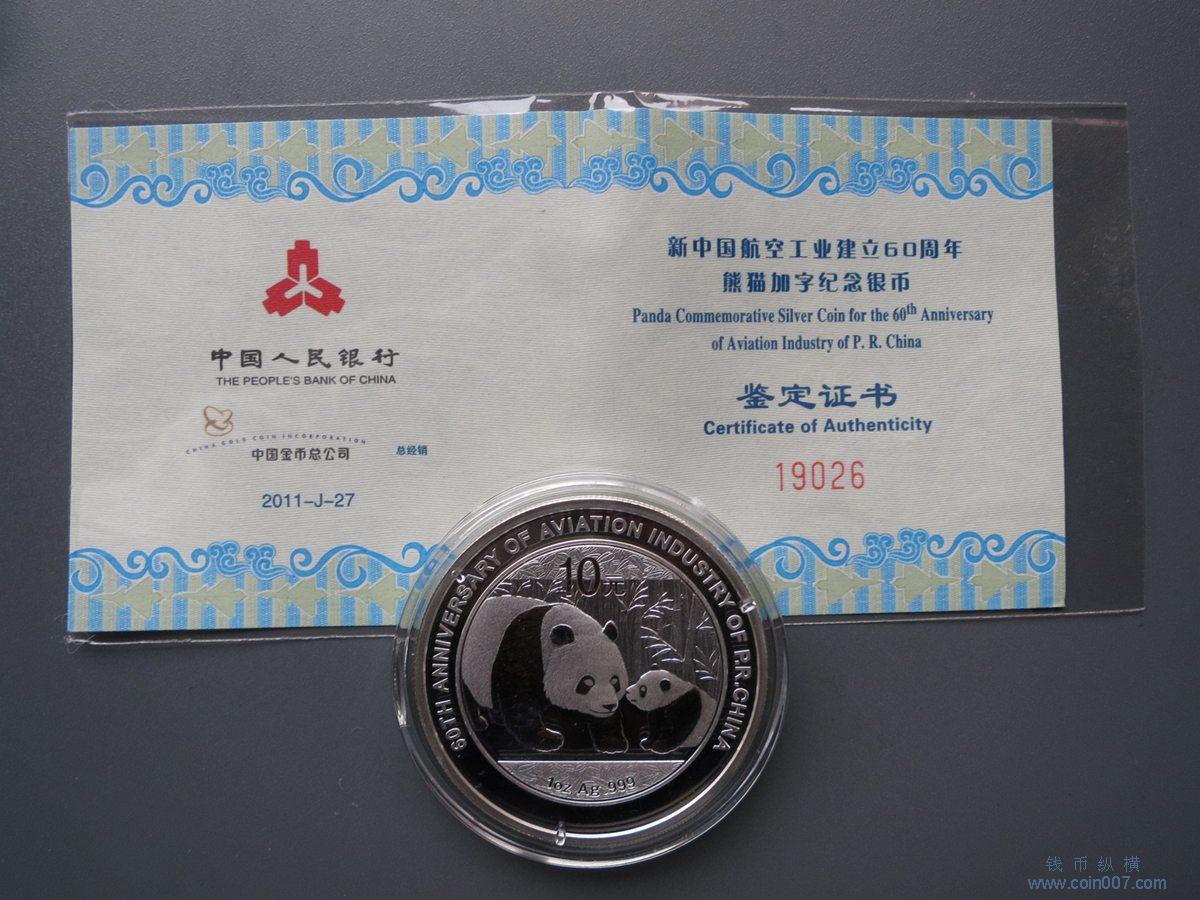 中国人民银行
THE PEOPLE'S BANK OF CHINA
CHINA GOLD COIN INCORPORATION
中国金币总公司 总经销
2011-J-27
新中国航空工业建立60周年
熊猫加字纪念银币
Panda Commemorative Silver Coin for the 60th Anniversary
of Aviation Industry of P. R. China
鉴定证书
Certificate of Authenticity
19026
60TH ANNIVERSARY OF AVIATION INDUSTRY OF P.R.CHINA
10元
1oz Ag .999
钱币纵横
www.coin007.com